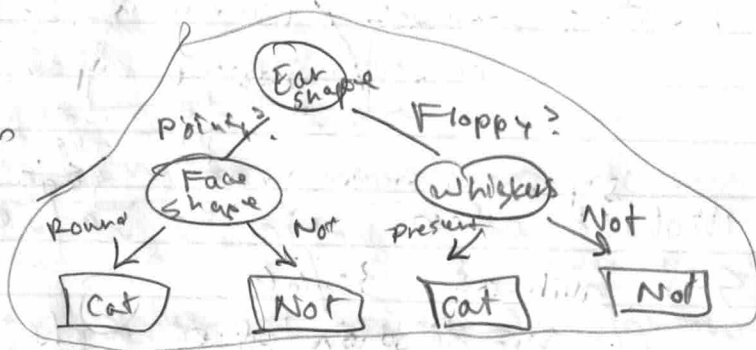 Ear
shape
Pointy?
Floppy?
Face
shape
Whiskers
Round
Not
present
Not
Cat
Not
Cat
Not